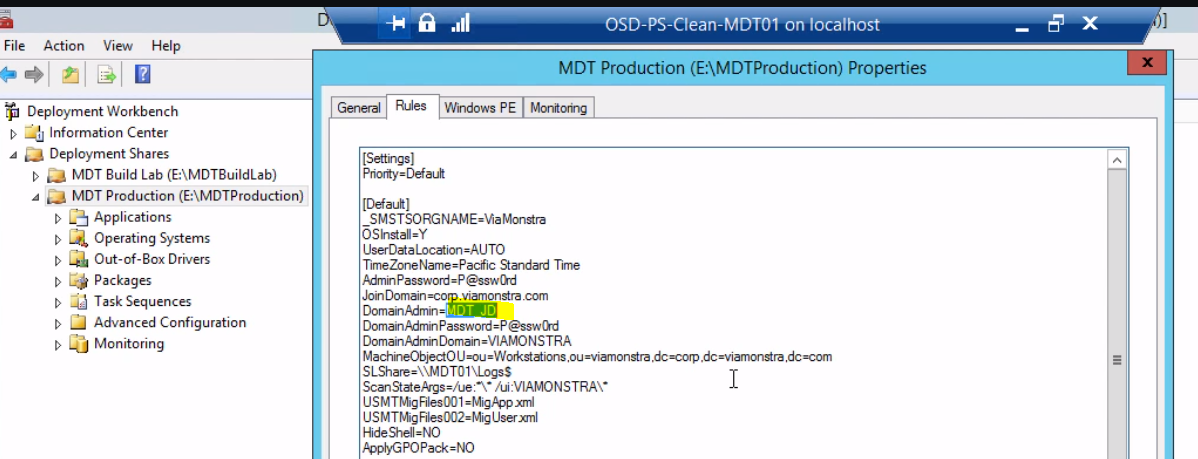 OSD-PS-Clean-MDT01 on localhost
File Action View Help
MDT Production (E:\MDTProduction) Properties
General Rules Windows PE Monitoring
Deployment Workbench
Information Center
Deployment Shares
MDT Build Lab (E:\MDTBuildLab)
MDT Production (E:\MDTProduction)
Applications
Operating Systems
Out-of-Box Drivers
Packages
Task Sequences
Advanced Configuration
Monitoring
[Settings]
Priority=Default
[Default]
_SMSTSORGNAME=ViaMonstra
OSInstall=Y
UserDataLocation=AUTO
TimeZoneName=Pacific Standard Time
AdminPassword=P@ssw0rd
JoinDomain=corp.viamonstra.com
DomainAdmin=MDT_JD
DomainAdminPassword=P@ssw0rd
DomainAdminDomain=VIAMONSTRA
MachineObjectOU=ou=Workstations,ou=viamonstra,dc=corp,dc=viamonstra,dc=com
SLShare=\\MDT01\Logs$
ScanStateArgs=/ue:*\* /ui:VIAMONSTRA\*
USMTMigFiles001=MigApp.xml
USMTMigFiles002=MigUser.xml
HideShell=NO
ApplyGPOPack=NO